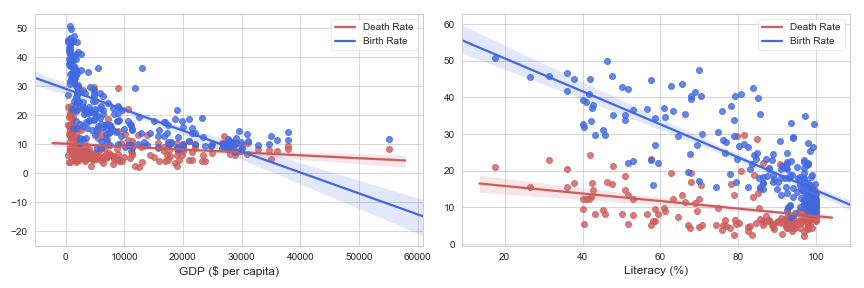 Death Rate
Birth Rate
50
40
30
20
10
0
−10
−20
0 10000 20000 30000 40000 50000 60000
GDP ($ per capita)
Death Rate
Birth Rate
60
50
40
30
20
10
0
20 40 60 80 100
Literacy (%)